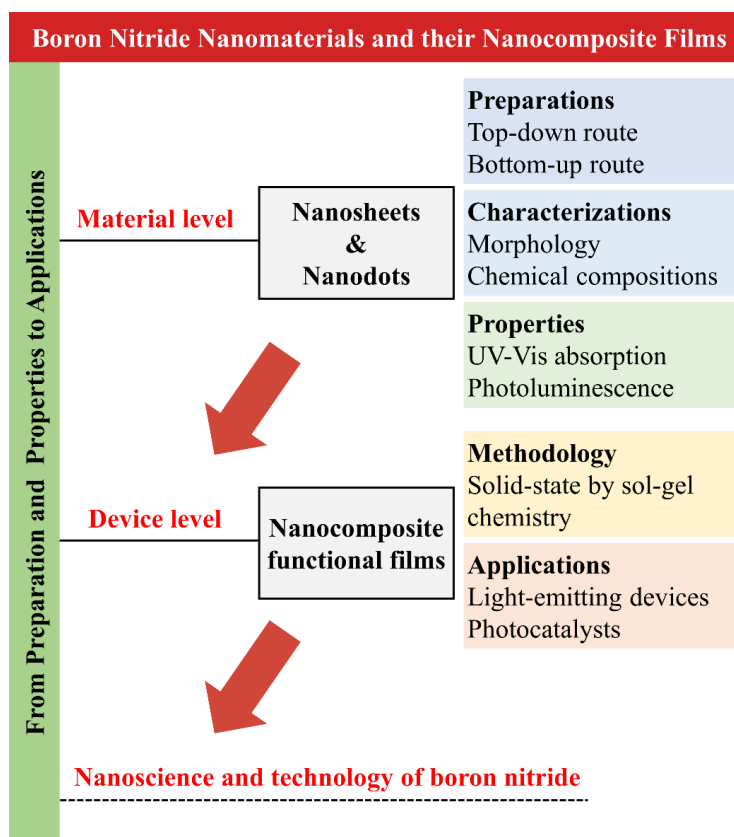 Boron Nitride Nanomaterials and their Nanocomposite Films
From Preparation and Properties to Applications
Material level
Nanosheets
&
Nanodots
Preparations
Top-down route
Bottom-up route
Characterizations
Morphology
Chemical compositions
Properties
UV-Vis absorption
Photoluminescence
Device level
Nanocomposite
functional films
Methodology
Solid-state by sol-gel
chemistry
Applications
Light-emitting devices
Photocatalysts
Nanoscience and technology of boron nitride